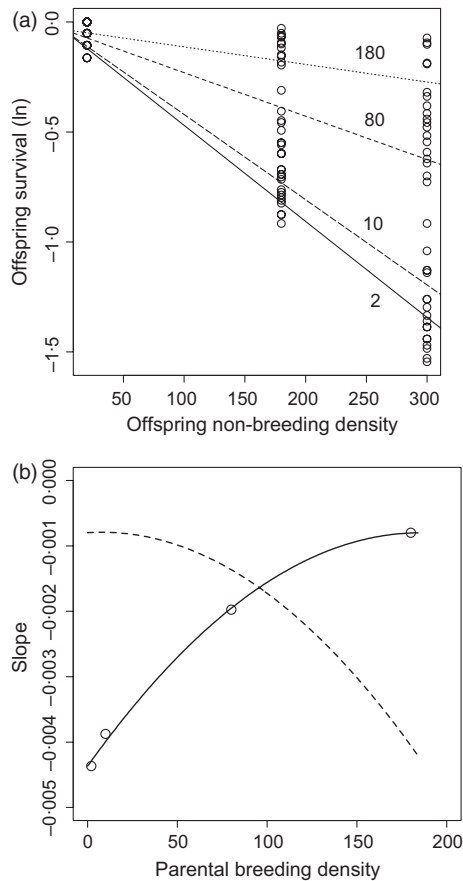 (a)
Offspring survival (ln)
−0·0
−0·5
−1·0
−1·5
180
80
10
2
50 100 150 200 250 300
Offspring non-breeding density
(b)
Slope
0·000
−0·001
−0·002
−0·003
−0·004
−0·005
0 50 100 150 200
Parental breeding density